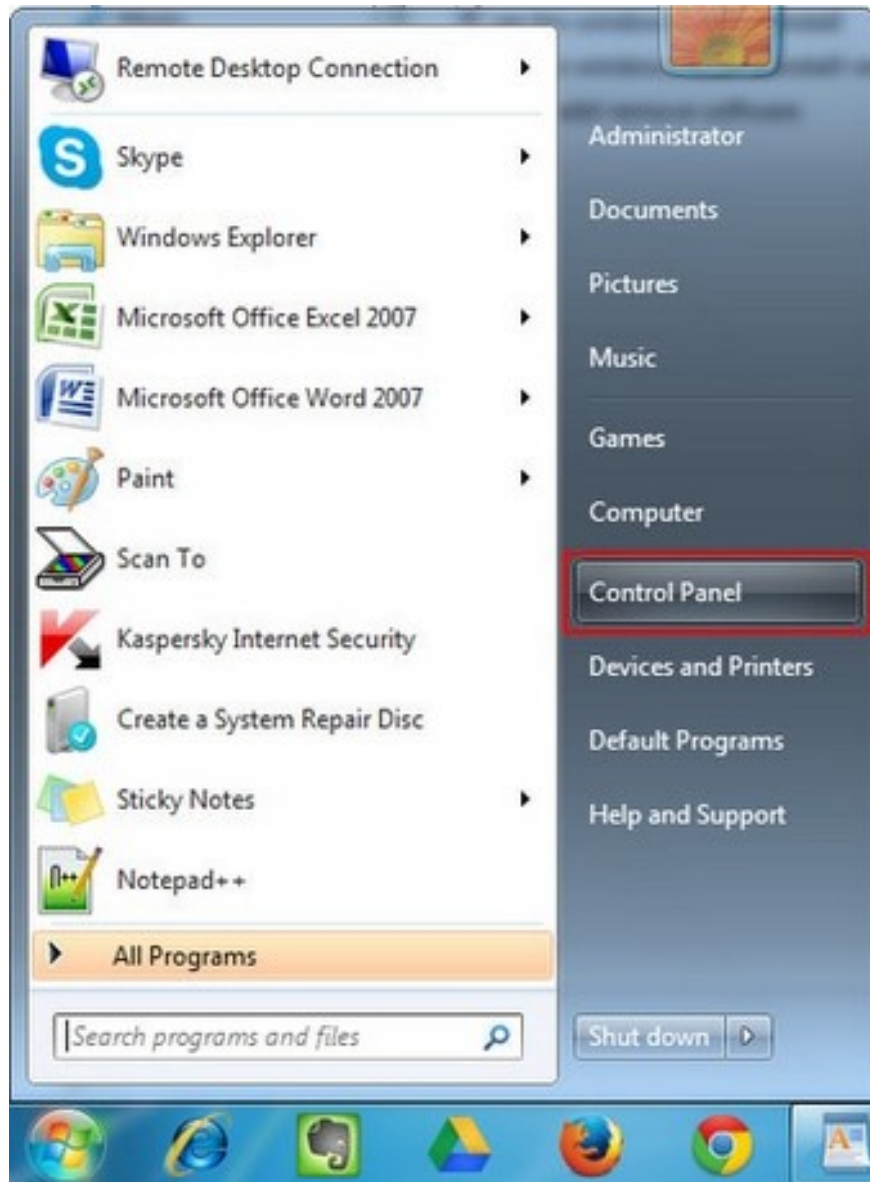 Remote Desktop Connection
Skype
Windows Explorer
Microsoft Office Excel 2007
Microsoft Office Word 2007
Paint
Scan To
Kaspersky Internet Security
Create a System Repair Disc
Sticky Notes
Notepad++
All Programs
Search programs and files
Administrator
Documents
Pictures
Music
Games
Computer
Control Panel
Devices and Printers
Default Programs
Help and Support
Shut down